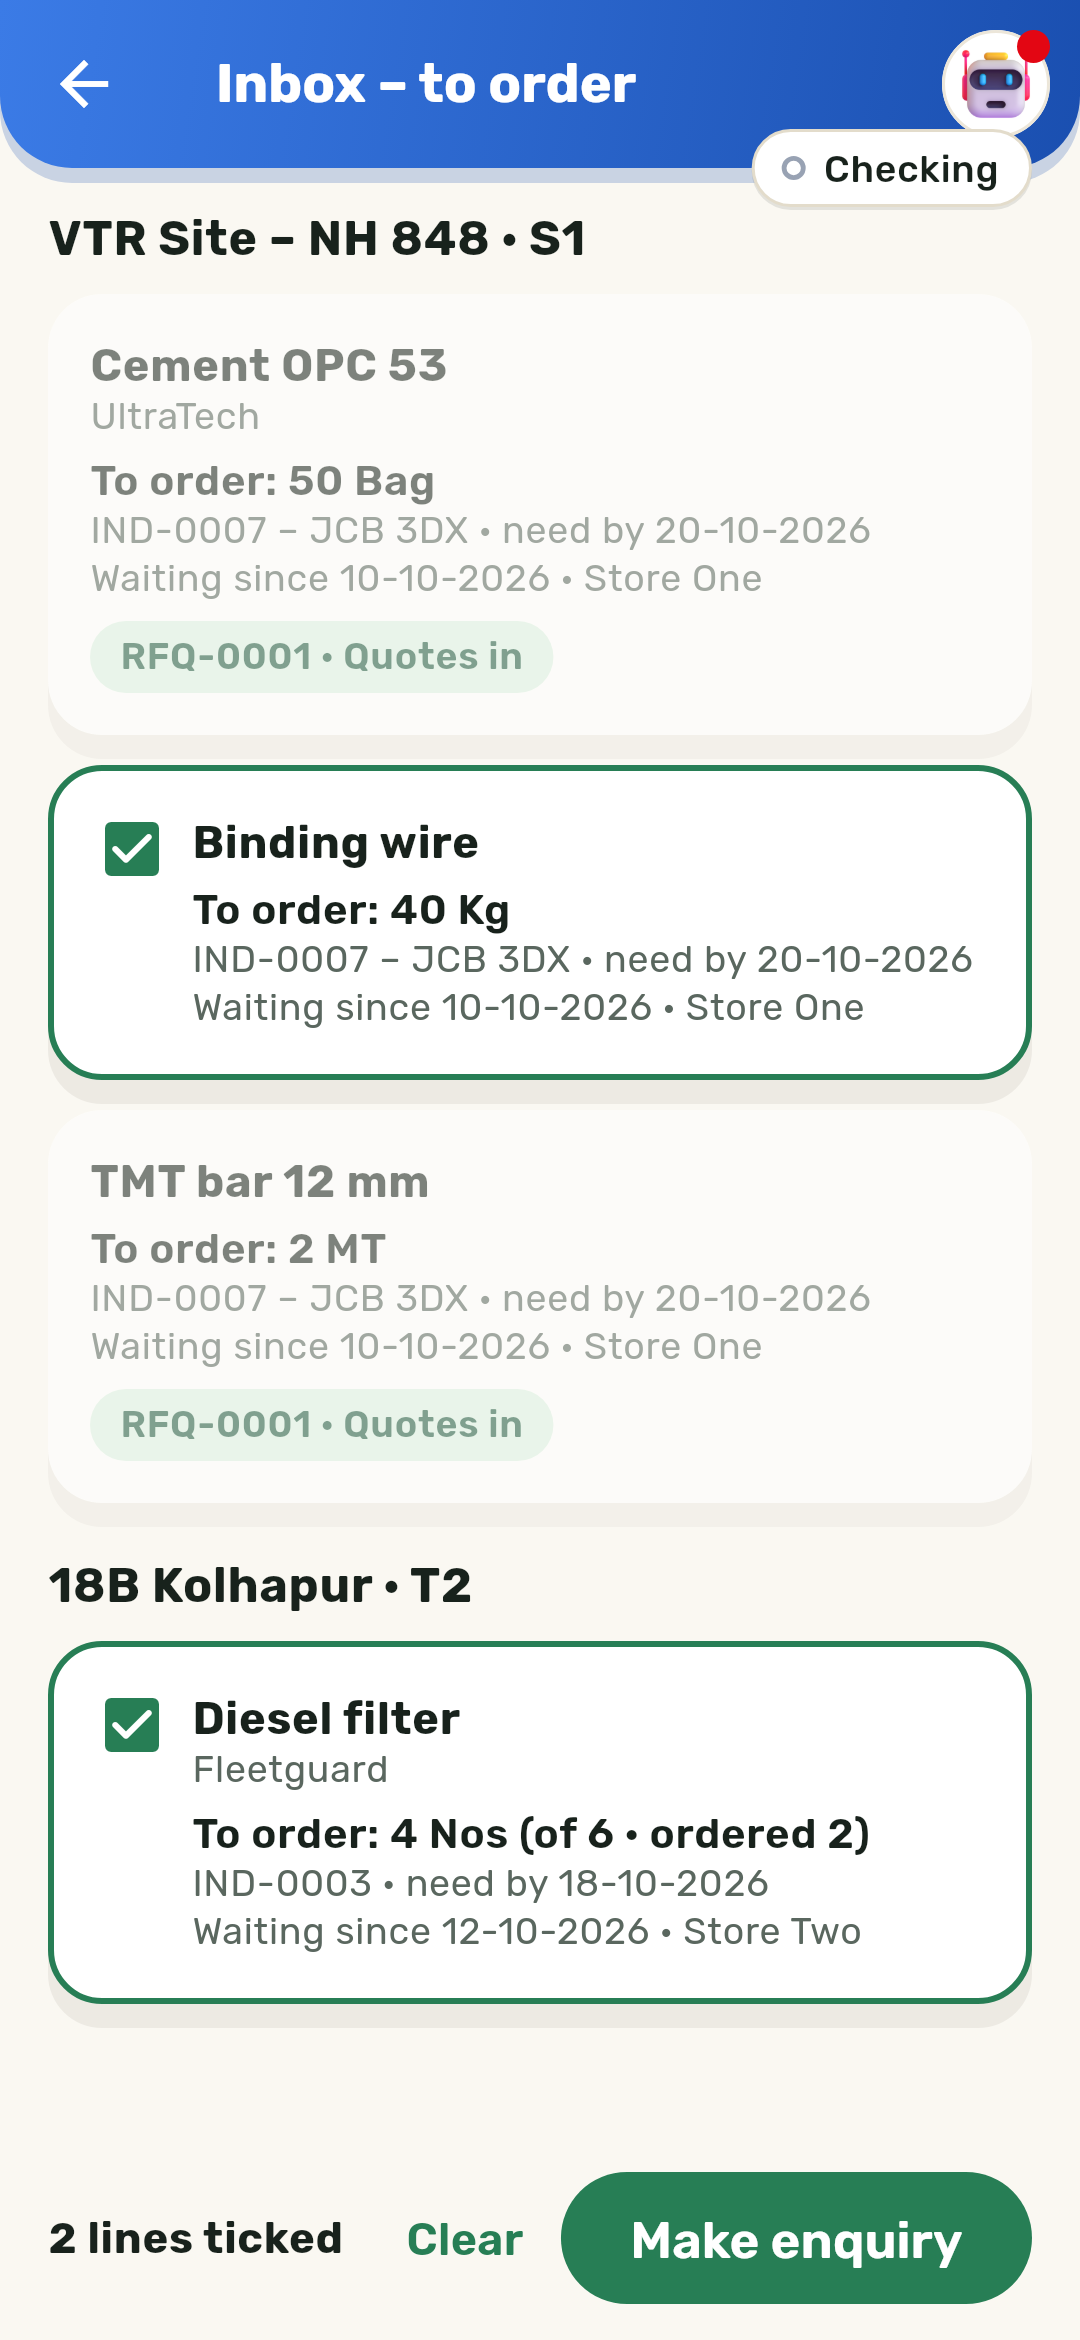 Inbox – to order
Checking
VTR Site – NH 848 • S1
Cement OPC 53
UltraTech
To order: 50 Bag
IND-0007 – JCB 3DX • need by 20-10-2026
Waiting since 10-10-2026 • Store One
RFQ-0001 • Quotes in
Binding wire
To order: 40 Kg
IND-0007 – JCB 3DX • need by 20-10-2026
Waiting since 10-10-2026 • Store One
TMT bar 12 mm
To order: 2 MT
IND-0007 – JCB 3DX • need by 20-10-2026
Waiting since 10-10-2026 • Store One
RFQ-0001 • Quotes in
18B Kolhapur • T2
Diesel filter
Fleetguard
To order: 4 Nos (of 6 • ordered 2)
IND-0003 • need by 18-10-2026
Waiting since 12-10-2026 • Store Two
2 lines ticked
Clear
Make enquiry